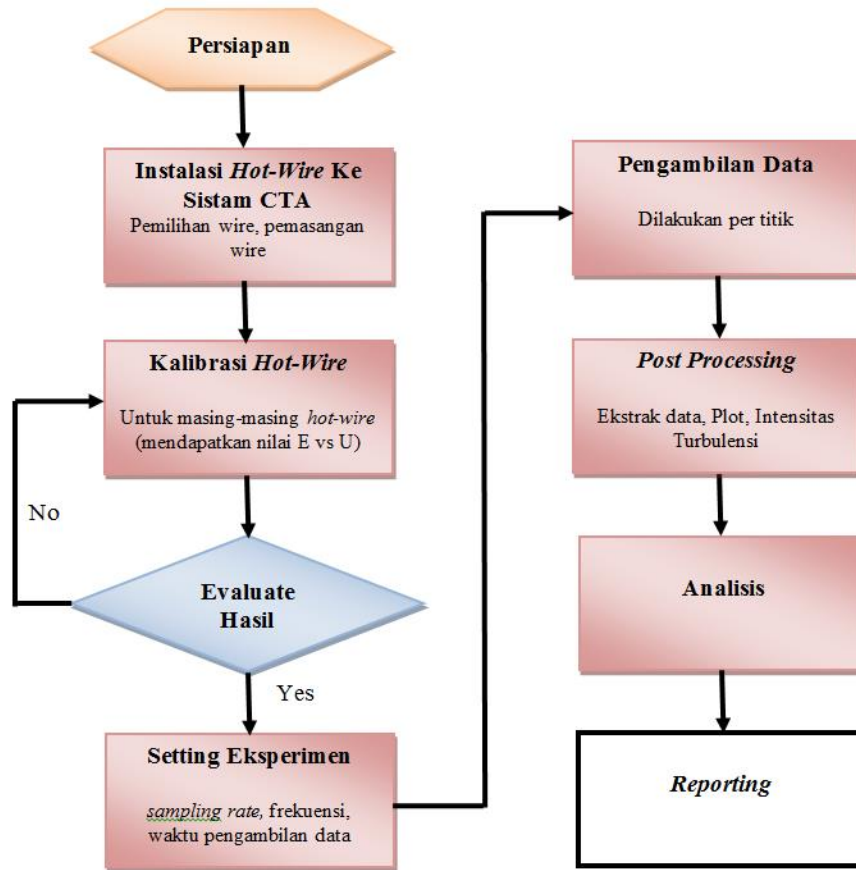 Persiapan
Instalasi Hot-Wire Ke
Sistam CTA
Pemilihan wire, pemasangan
wire
Kalibrasi Hot-Wire
Untuk masing-masing hot-wire
(mendapatkan nilai E vs U)
No
Evaluate
Hasil
Yes
Setting Eksperimen
sampling rate, frekuensi,
waktu pengambilan data
Pengambilan Data
Dilakukan per titik
Post Processing
Ekstrak data, Plot, Intensitas
Turbulensi
Analisis
Reporting